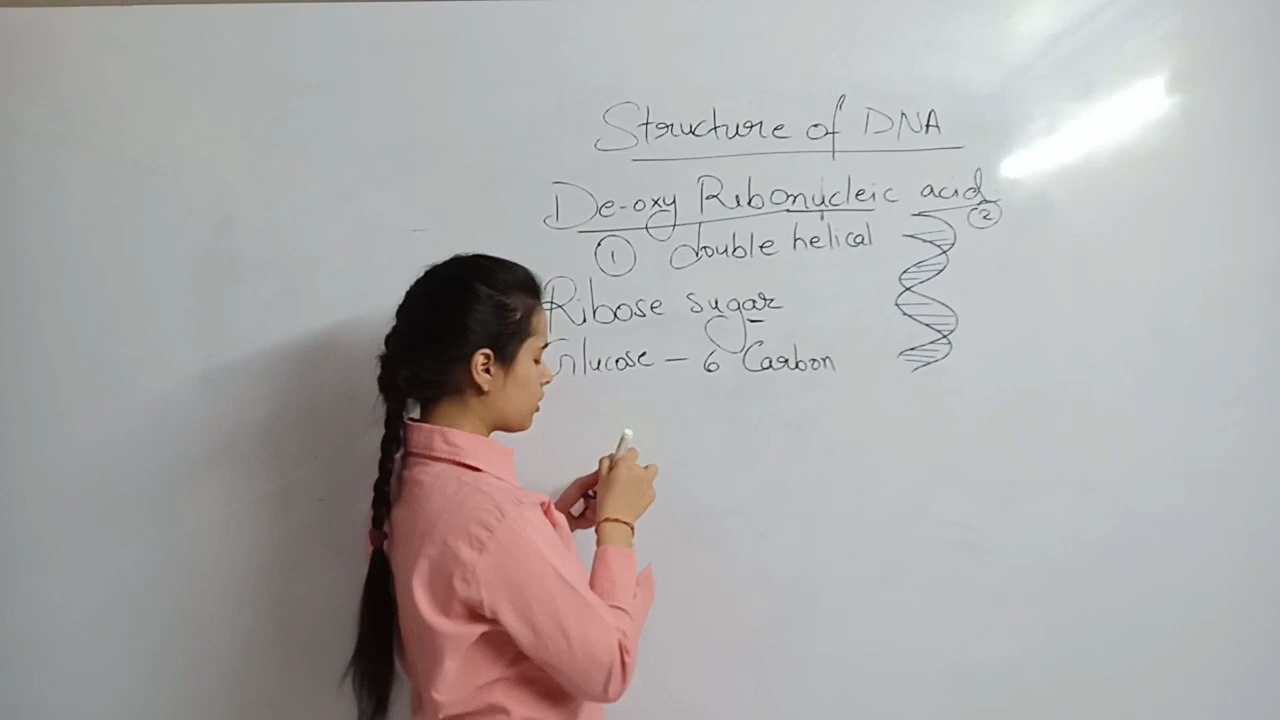 Structure of DNA
De-oxy Ribonucleic acid
① double helical ②
Ribose sugar
Glucose – 6 Carbon